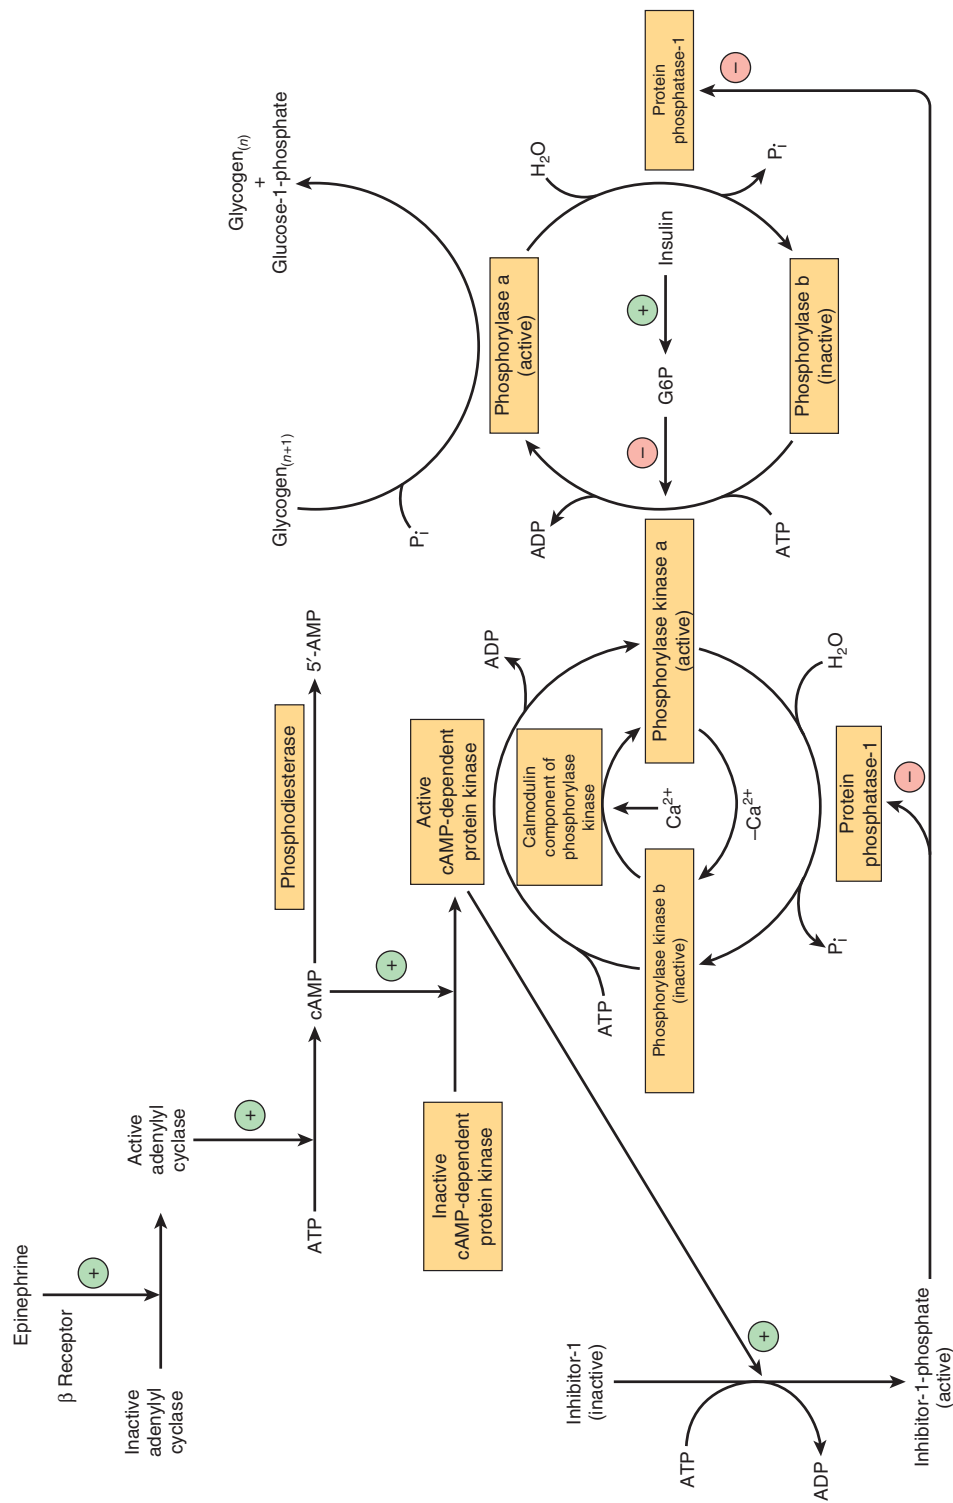 Epinephrine
β Receptor
+
Inactive
adenylyl
cyclase
Active
adenylyl
cyclase
+
ATP
cAMP
Phosphodiesterase
5′-AMP
+
Inactive
cAMP-dependent
protein kinase
Active
cAMP-dependent
protein kinase
Glycogen(n+1)
Pi
Glycogen(n)
+
Glucose-1-phosphate
Inhibitor-1
(inactive)
ATP
+
ADP
Inhibitor-1-phosphate
(active)
ATP
ADP
Calmodulin
component of
phosphorylase
kinase
Ca2+
–Ca2+
Phosphorylase kinase b
(inactive)
Phosphorylase kinase a
(active)
Pi
H2O
Protein
phosphatase-1
–
Phosphorylase a
(active)
ADP
ATP
–
G6P
+
Insulin
H2O
Pi
Phosphorylase b
(inactive)
Protein
phosphatase-1
–